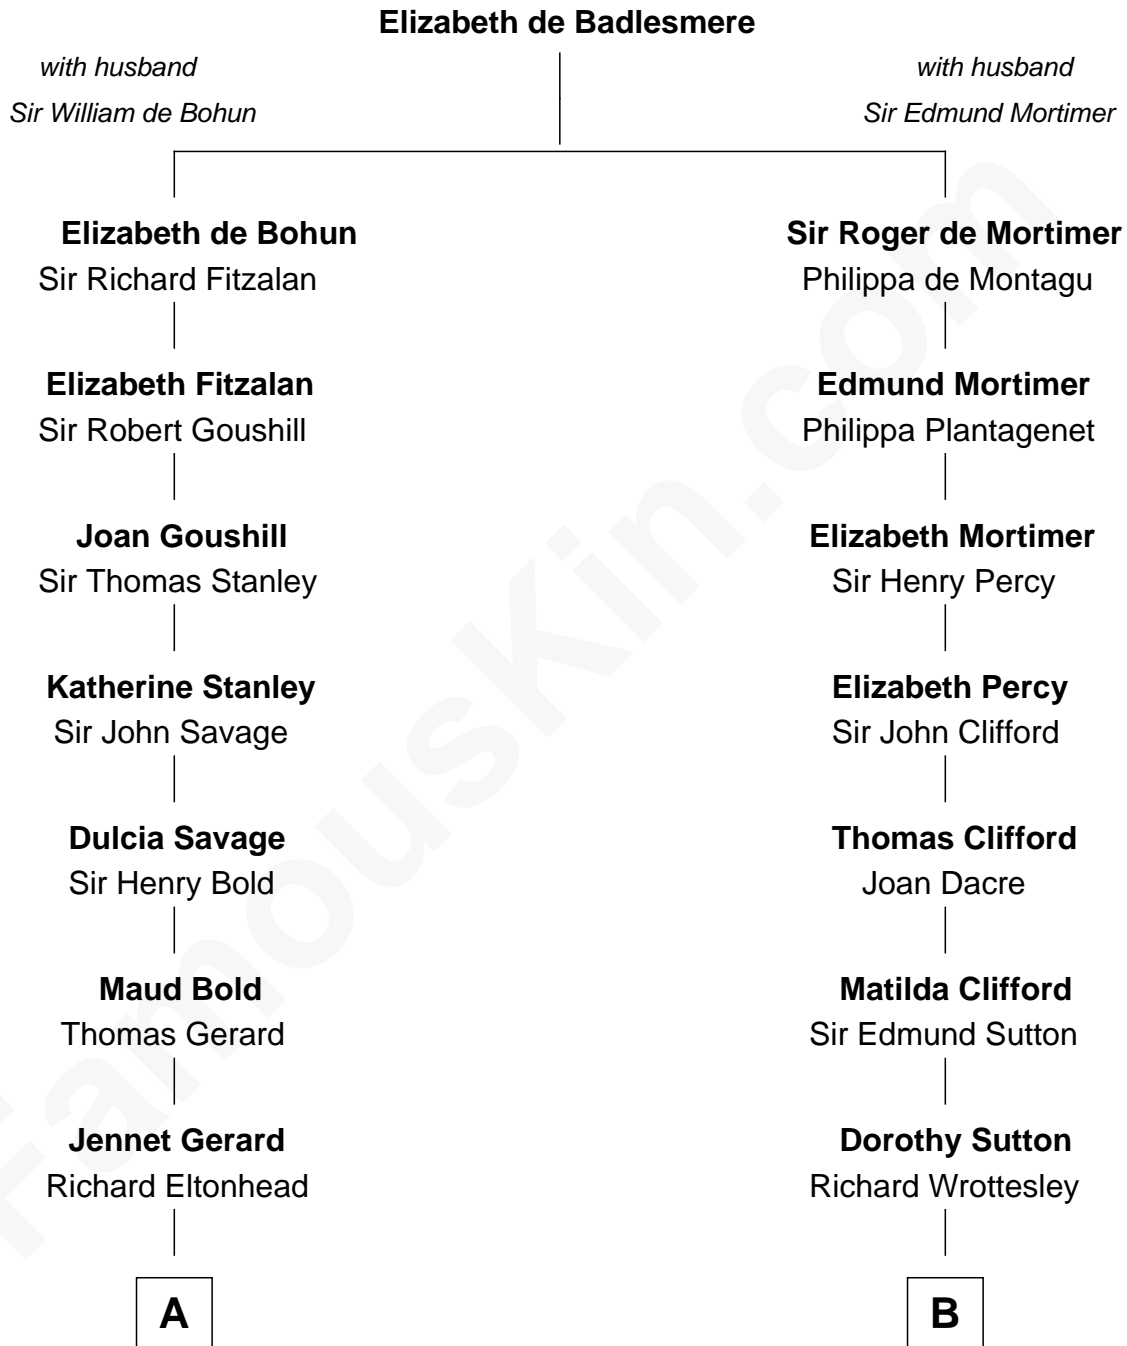 Elizabeth de Badlesmere
with husband
Sir William de Bohun
with husband
Sir Edmund Mortimer
Elizabeth de Bohun
Sir Richard Fitzalan
Sir Roger de Mortimer
Philippa de Montagu
Elizabeth Fitzalan
Sir Robert Goushill
Edmund Mortimer
Philippa Plantagenet
Joan Goushill
Sir Thomas Stanley
Elizabeth Mortimer
Sir Henry Percy
Katherine Stanley
Sir John Savage
Elizabeth Percy
Sir John Clifford
Dulcia Savage
Sir Henry Bold
Thomas Clifford
Joan Dacre
Maud Bold
Thomas Gerard
Matilda Clifford
Sir Edmund Sutton
Jennet Gerard
Richard Eltonhead
Dorothy Sutton
Richard Wrottesley
A
B
FamousKin.com